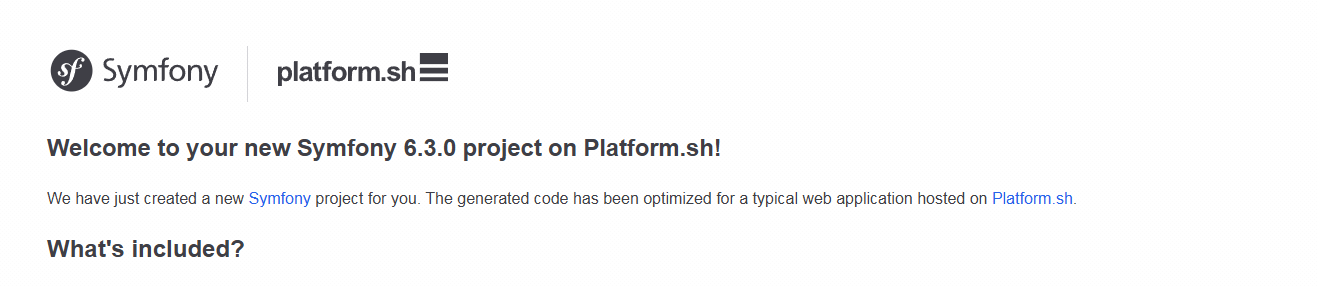 sf Symfony platform.sh
Welcome to your new Symfony 6.3.0 project on Platform.sh!
We have just created a new Symfony project for you. The generated code has been optimized for a typical web application hosted on Platform.sh.
What's included?